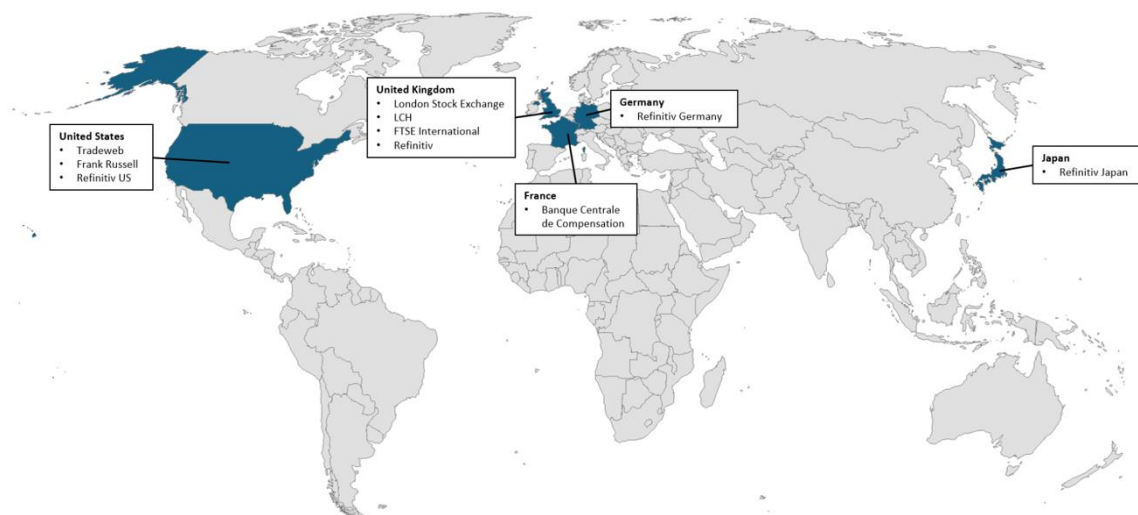 United States
• Tradeweb
• Frank Russell
• Refinitiv US
United Kingdom
• London Stock Exchange
• LCH
• FTSE International
• Refinitiv
Germany
• Refinitiv Germany
France
• Banque Centrale
de Compensation
Japan
• Refinitiv Japan